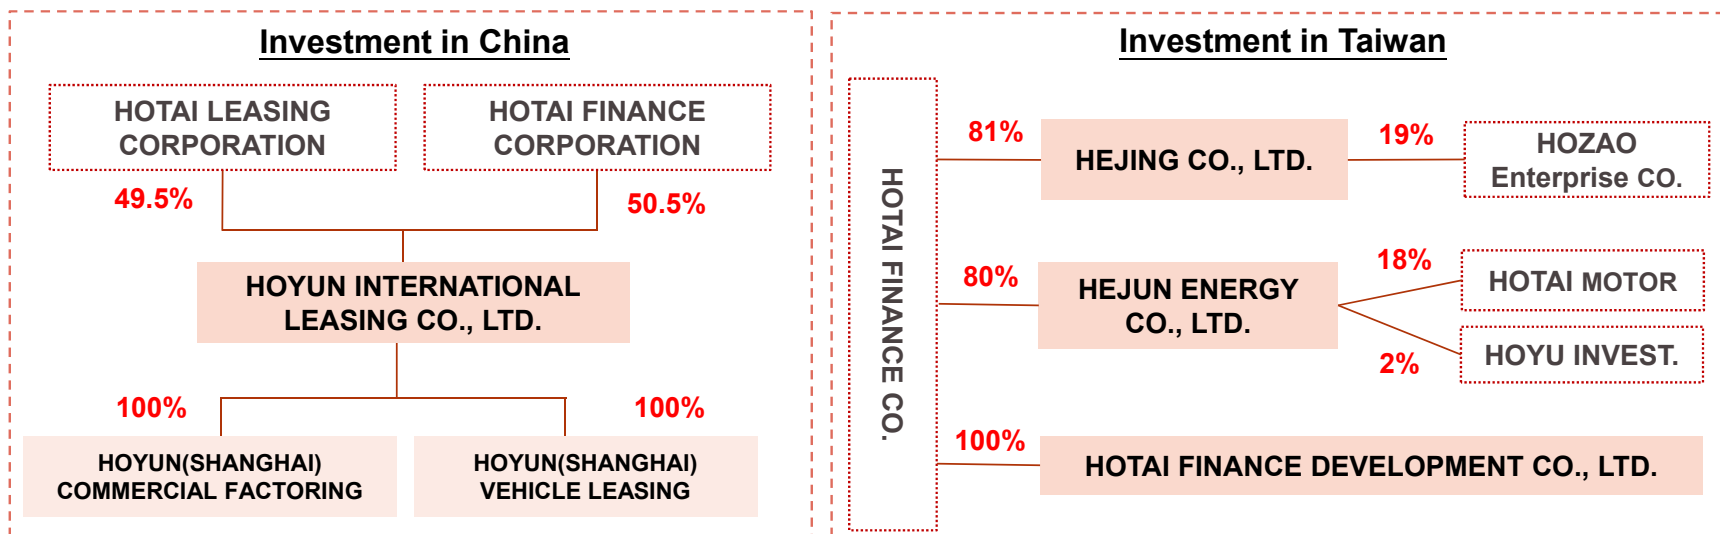 Investment in China
HOTAI LEASING
CORPORATION
HOTAI FINANCE
CORPORATION
49.5%
50.5%
HOYUN INTERNATIONAL
LEASING CO., LTD.
100%
100%
HOYUN(SHANGHAI)
COMMERCIAL FACTORING
HOYUN(SHANGHAI)
VEHICLE LEASING
Investment in Taiwan
HOTAI FINANCE CO.
81%
HEJING CO., LTD.
19%
HOZAO
Enterprise CO.
80%
HEJUN ENERGY
CO., LTD.
18%
HOTAI MOTOR
2%
HOYU INVEST.
100%
HOTAI FINANCE DEVELOPMENT CO., LTD.